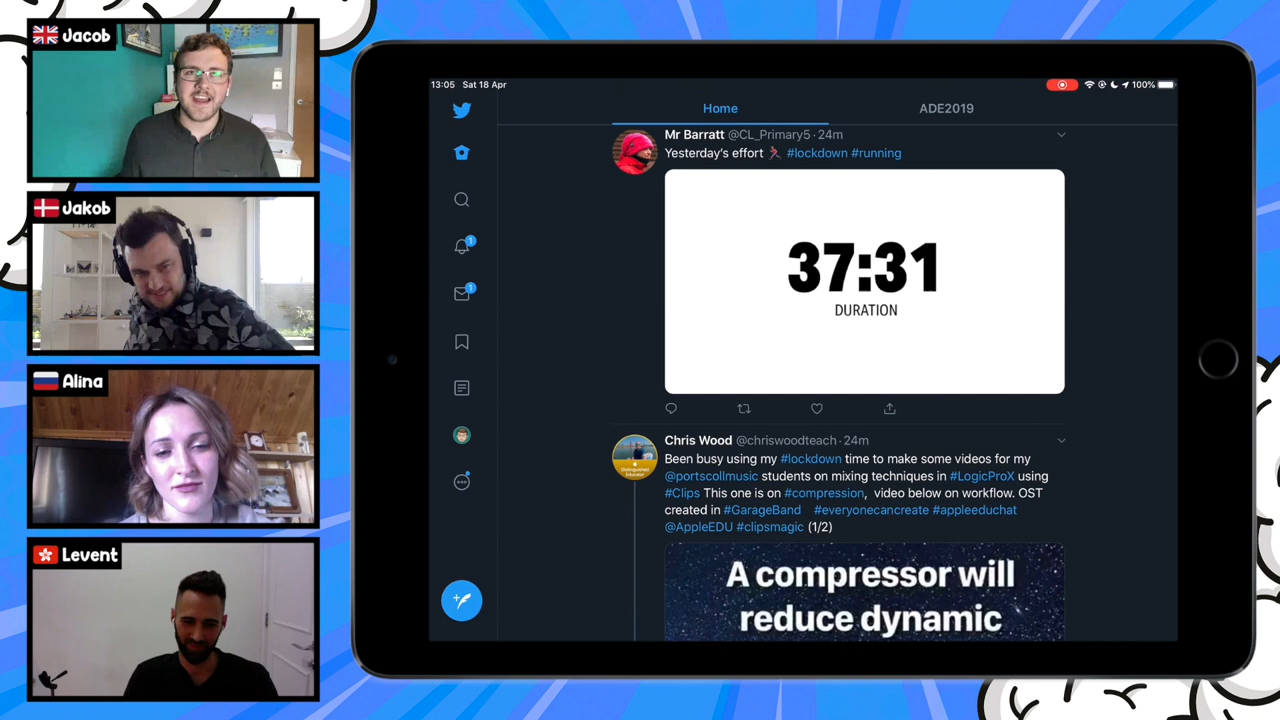 Jacob
Jakob
Alina
Levent
13:05 Sat 18 Apr
100%
Home
ADE2019
Mr Barratt @CL_Primary5 · 24m
Yesterday's effort 🏃 #lockdown #running
37:31
DURATION
Chris Wood @chriswoodteach · 24m
Been busy using my #lockdown time to make some videos for my
@portscollmusic students on mixing techniques in #LogicProX using
#Clips This one is on #compression, video below on workflow. OST
created in #GarageBand #everyonecancreate #appleeduchat
@AppleEDU #clipsmagic (1/2)
A compressor will
reduce dynamic
1
1